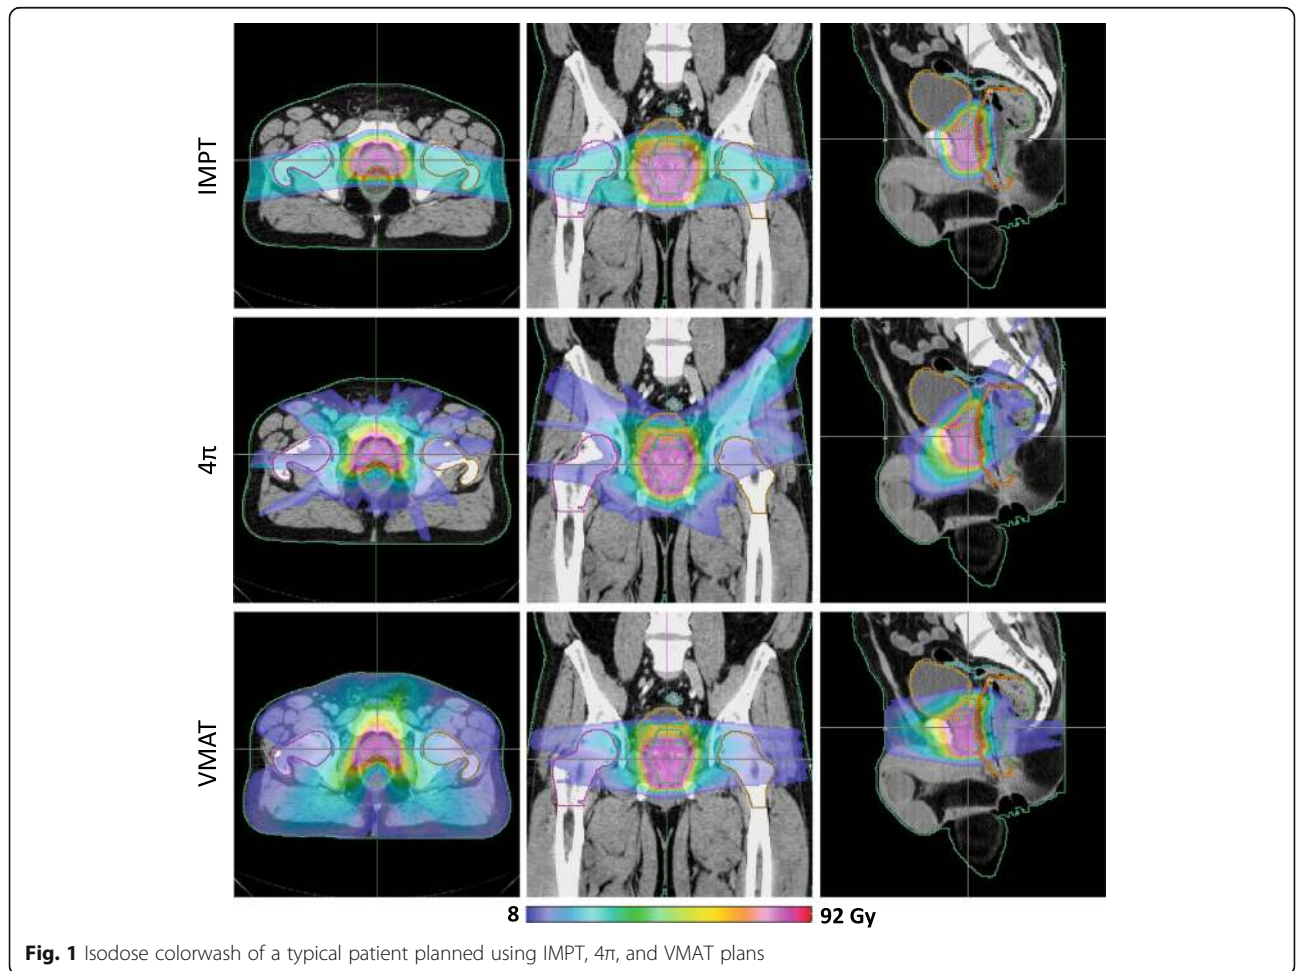 IMPT
4π
VMAT
8 92 Gy
Fig. 1 Isodose colorwash of a typical patient planned using IMPT, 4π, and VMAT plans